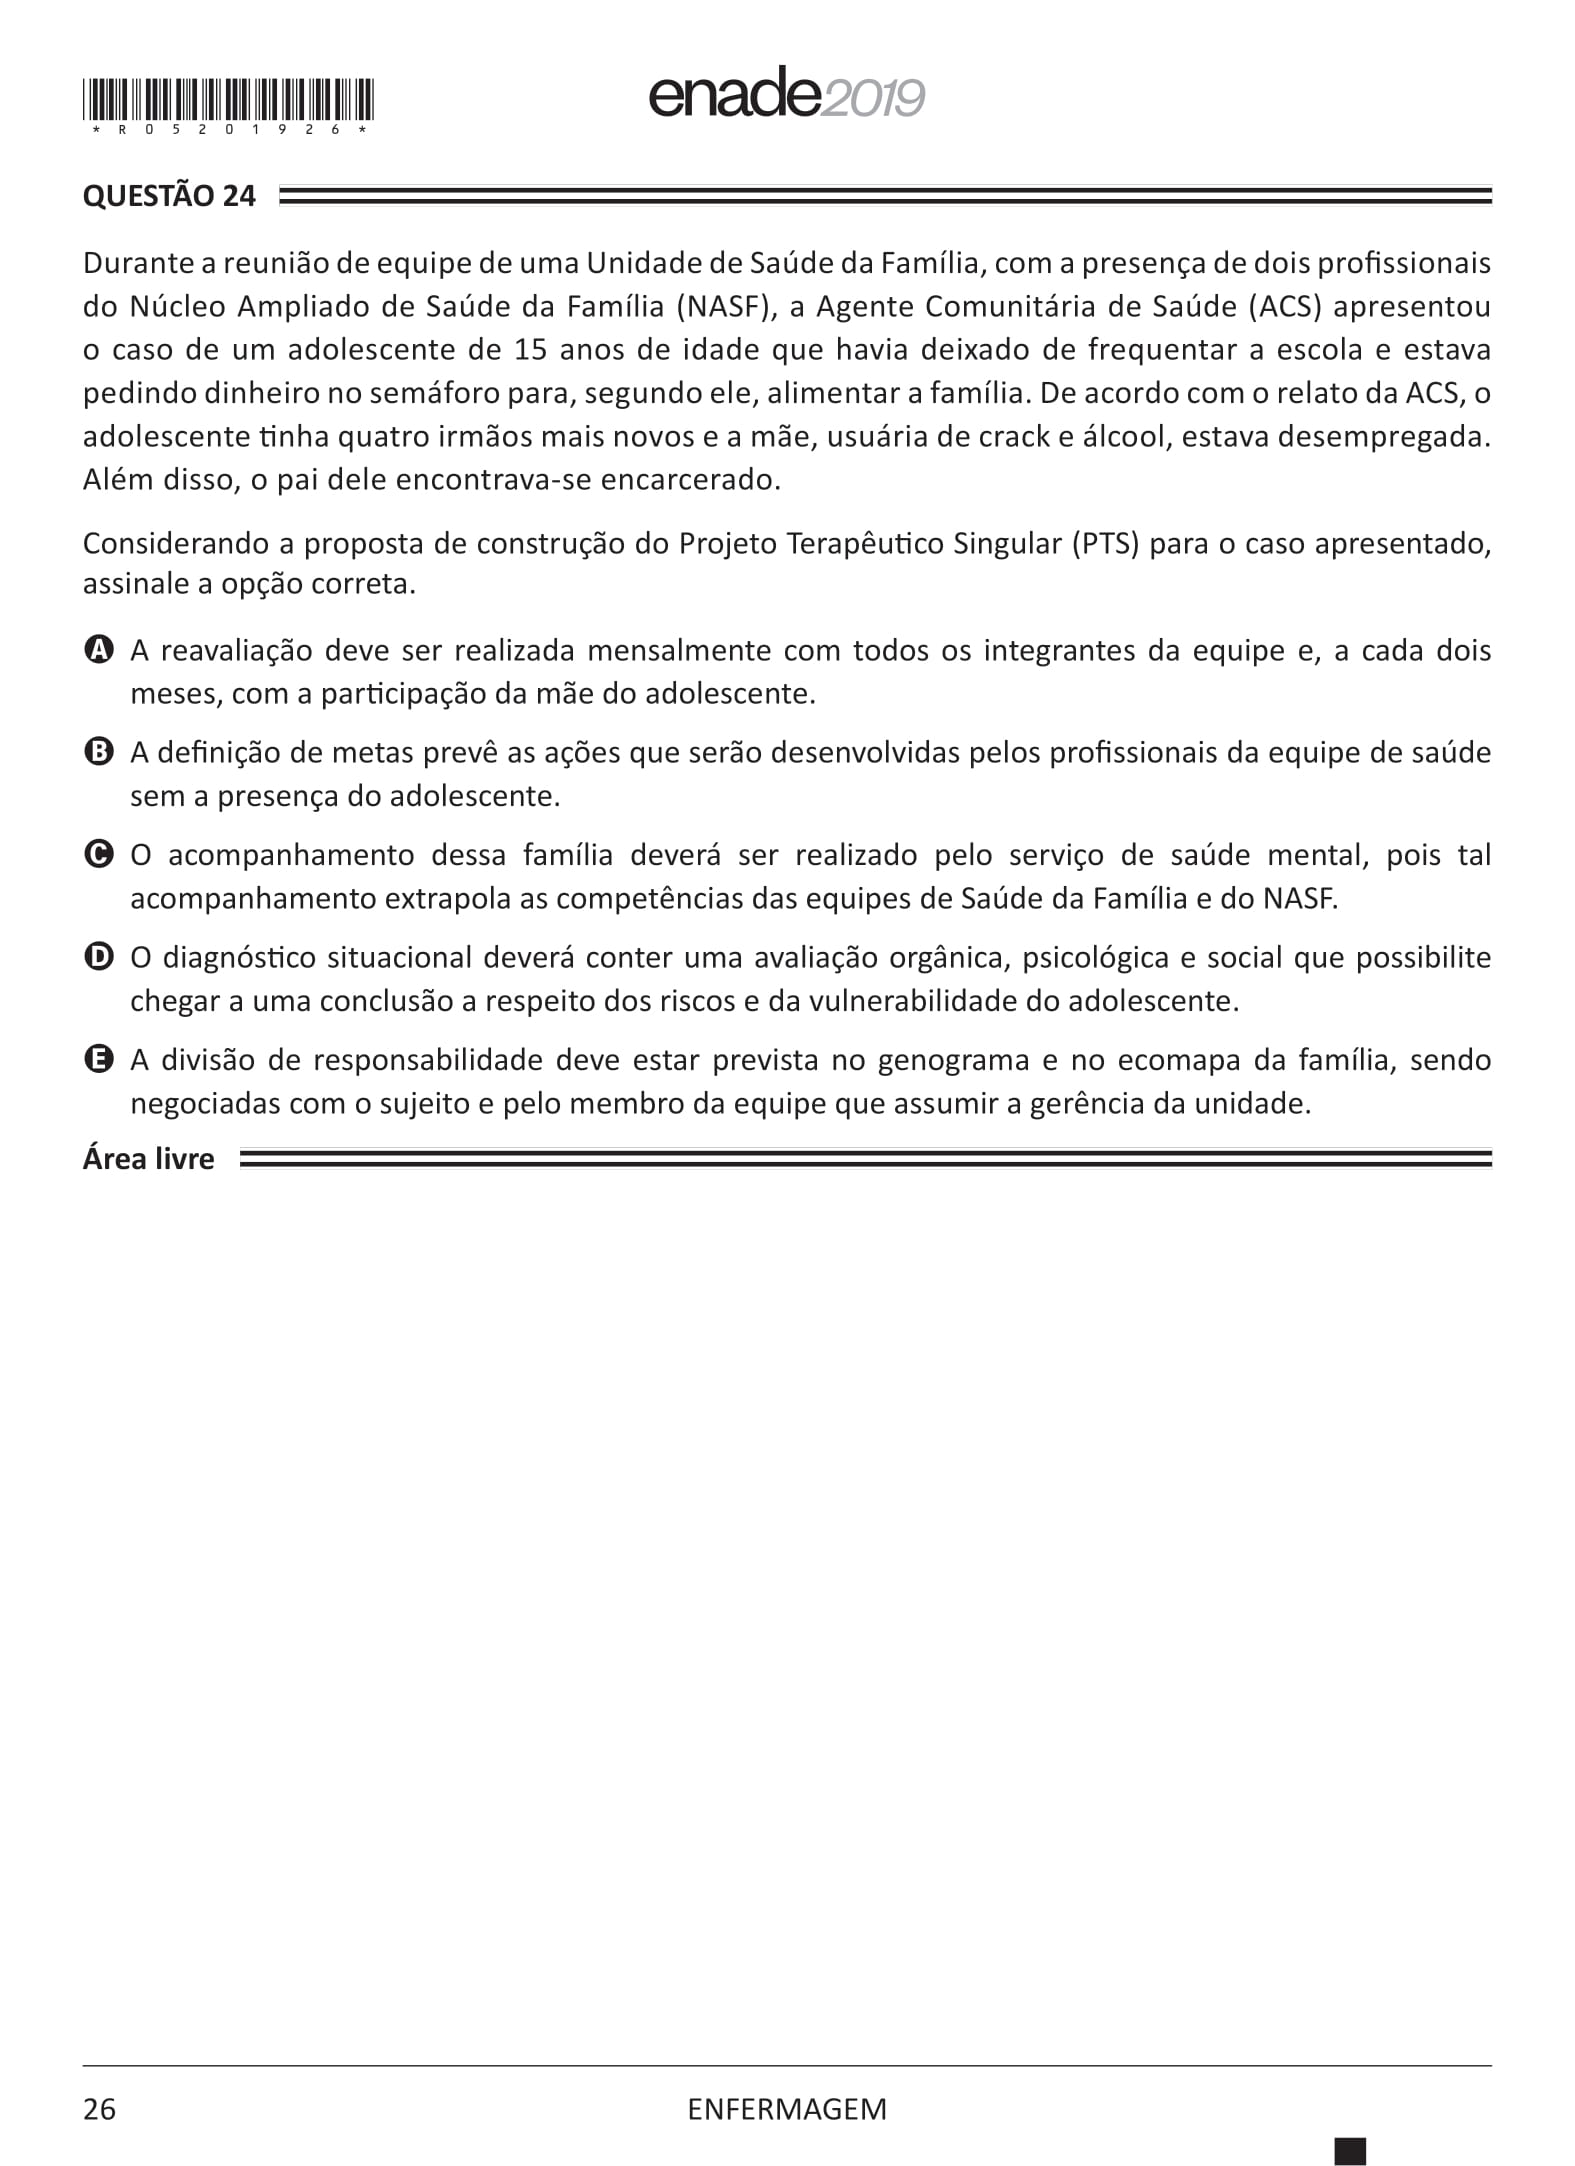 *R05201926*
enade2019
QUESTÃO 24
Durante a reunião de equipe de uma Unidade de Saúde da Família, com a presença de dois profissionais
do Núcleo Ampliado de Saúde da Família (NASF), a Agente Comunitária de Saúde (ACS) apresentou
o caso de um adolescente de 15 anos de idade que havia deixado de frequentar a escola e estava
pedindo dinheiro no semáforo para, segundo ele, alimentar a família. De acordo com o relato da ACS, o
adolescente tinha quatro irmãos mais novos e a mãe, usuária de crack e álcool, estava desempregada.
Além disso, o pai dele encontrava-se encarcerado.
Considerando a proposta de construção do Projeto Terapêutico Singular (PTS) para o caso apresentado,
assinale a opção correta.
A A reavaliação deve ser realizada mensalmente com todos os integrantes da equipe e, a cada dois
meses, com a participação da mãe do adolescente.
B A definição de metas prevê as ações que serão desenvolvidas pelos profissionais da equipe de saúde
sem a presença do adolescente.
C O acompanhamento dessa família deverá ser realizado pelo serviço de saúde mental, pois tal
acompanhamento extrapola as competências das equipes de Saúde da Família e do NASF.
D O diagnóstico situacional deverá conter uma avaliação orgânica, psicológica e social que possibilite
chegar a uma conclusão a respeito dos riscos e da vulnerabilidade do adolescente.
E A divisão de responsabilidade deve estar prevista no genograma e no ecomapa da família, sendo
negociadas com o sujeito e pelo membro da equipe que assumir a gerência da unidade.
Área livre
26
ENFERMAGEM